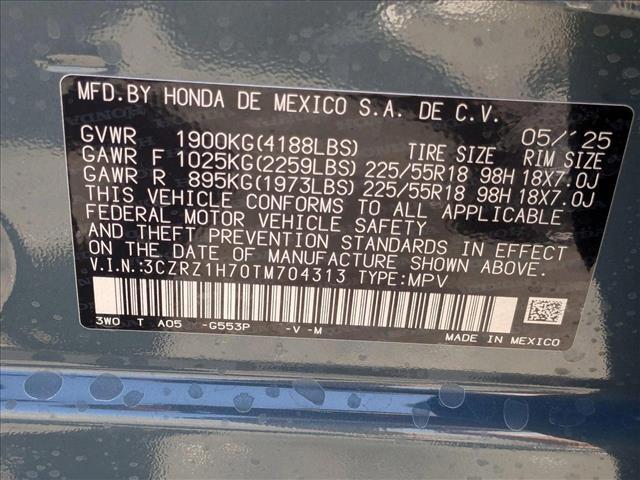 MFD.BY HONDA DE MEXICO S.A. DE C.V. 05/'25
GVWR 1900KG(4188LBS) TIRE SIZE RIM SIZE
GAWR F 1025KG(2259LBS) 225/55R18 98H 18X7.0J
GAWR R 895KG(1973LBS) 225/55R18 98H 18X7.0J
THIS VEHICLE CONFORMS TO ALL APPLICABLE
FEDERAL MOTOR VEHICLE SAFETY
AND THEFT PREVENTION STANDARDS IN EFFECT
ON THE DATE OF MANUFACTURE SHOWN ABOVE.
V.I.N.:3CZRZ1H70TM704313 TYPE:MPV
3W0 T A05 -G553P -V -M
MADE IN MEXICO